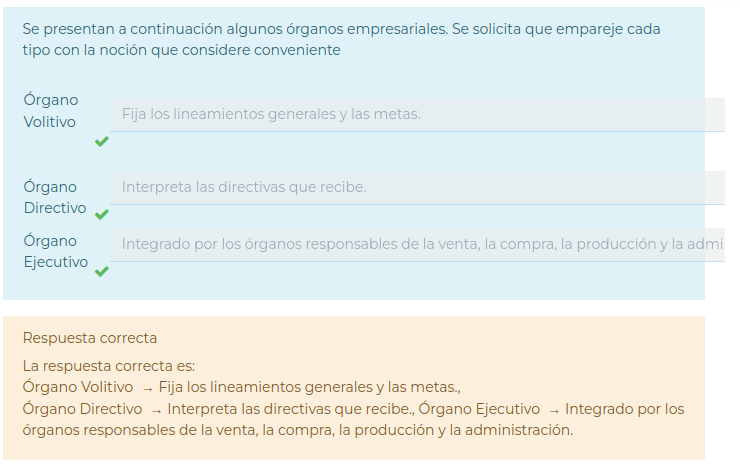 Se presentan a continuación algunos órganos empresariales. Se solicita que empareje cada
tipo con la noción que considere conveniente
Órgano
Volitivo
Fija los lineamientos generales y las metas.
Órgano
Directivo
Interpreta las directivas que recibe.
Órgano
Ejecutivo
Integrado por los órganos responsables de la venta, la compra, la producción y la admi
Respuesta correcta
La respuesta correcta es:
Órgano Volitivo → Fija los lineamientos generales y las metas.,
Órgano Directivo → Interpreta las directivas que recibe., Órgano Ejecutivo → Integrado por los
órganos responsables de la venta, la compra, la producción y la administración.